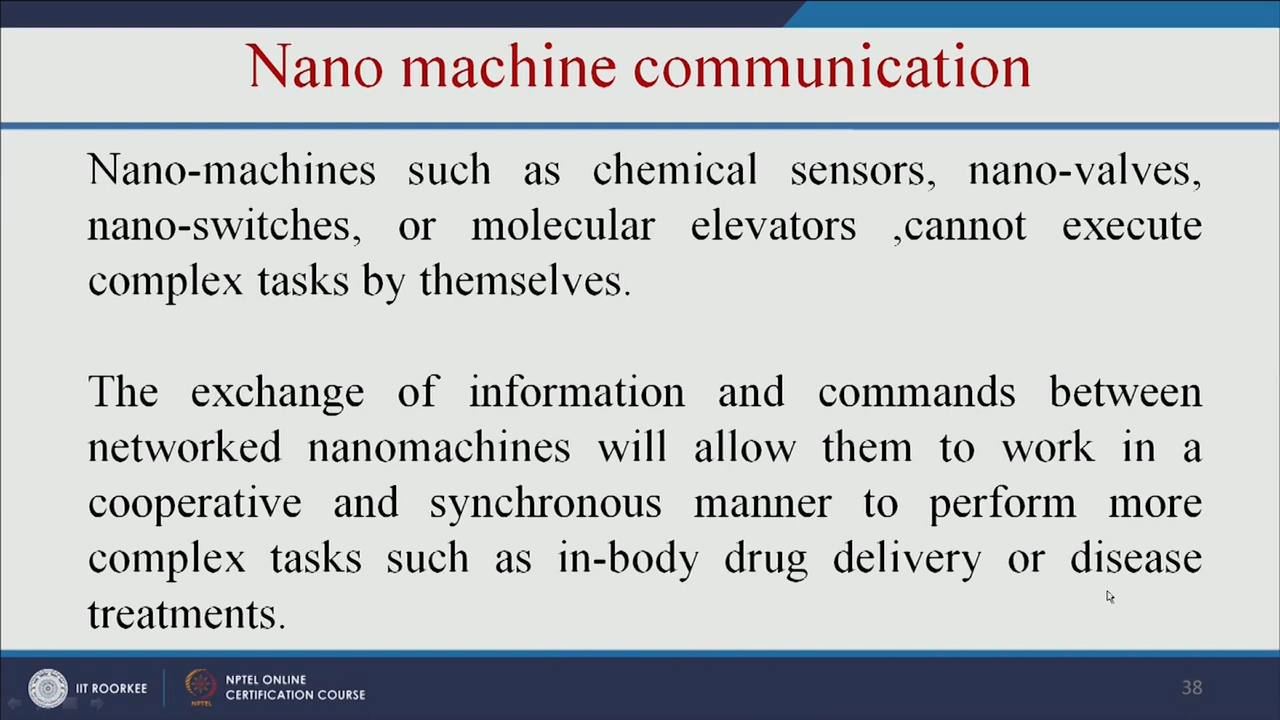 Nano machine communication
Nano-machines such as chemical sensors, nano-valves,
nano-switches, or molecular elevators ,cannot execute
complex tasks by themselves.
The exchange of information and commands between
networked nanomachines will allow them to work in a
cooperative and synchronous manner to perform more
complex tasks such as in-body drug delivery or disease
treatments.
IIT ROORKEE
NPTEL
NPTEL ONLINE
CERTIFICATION COURSE
38